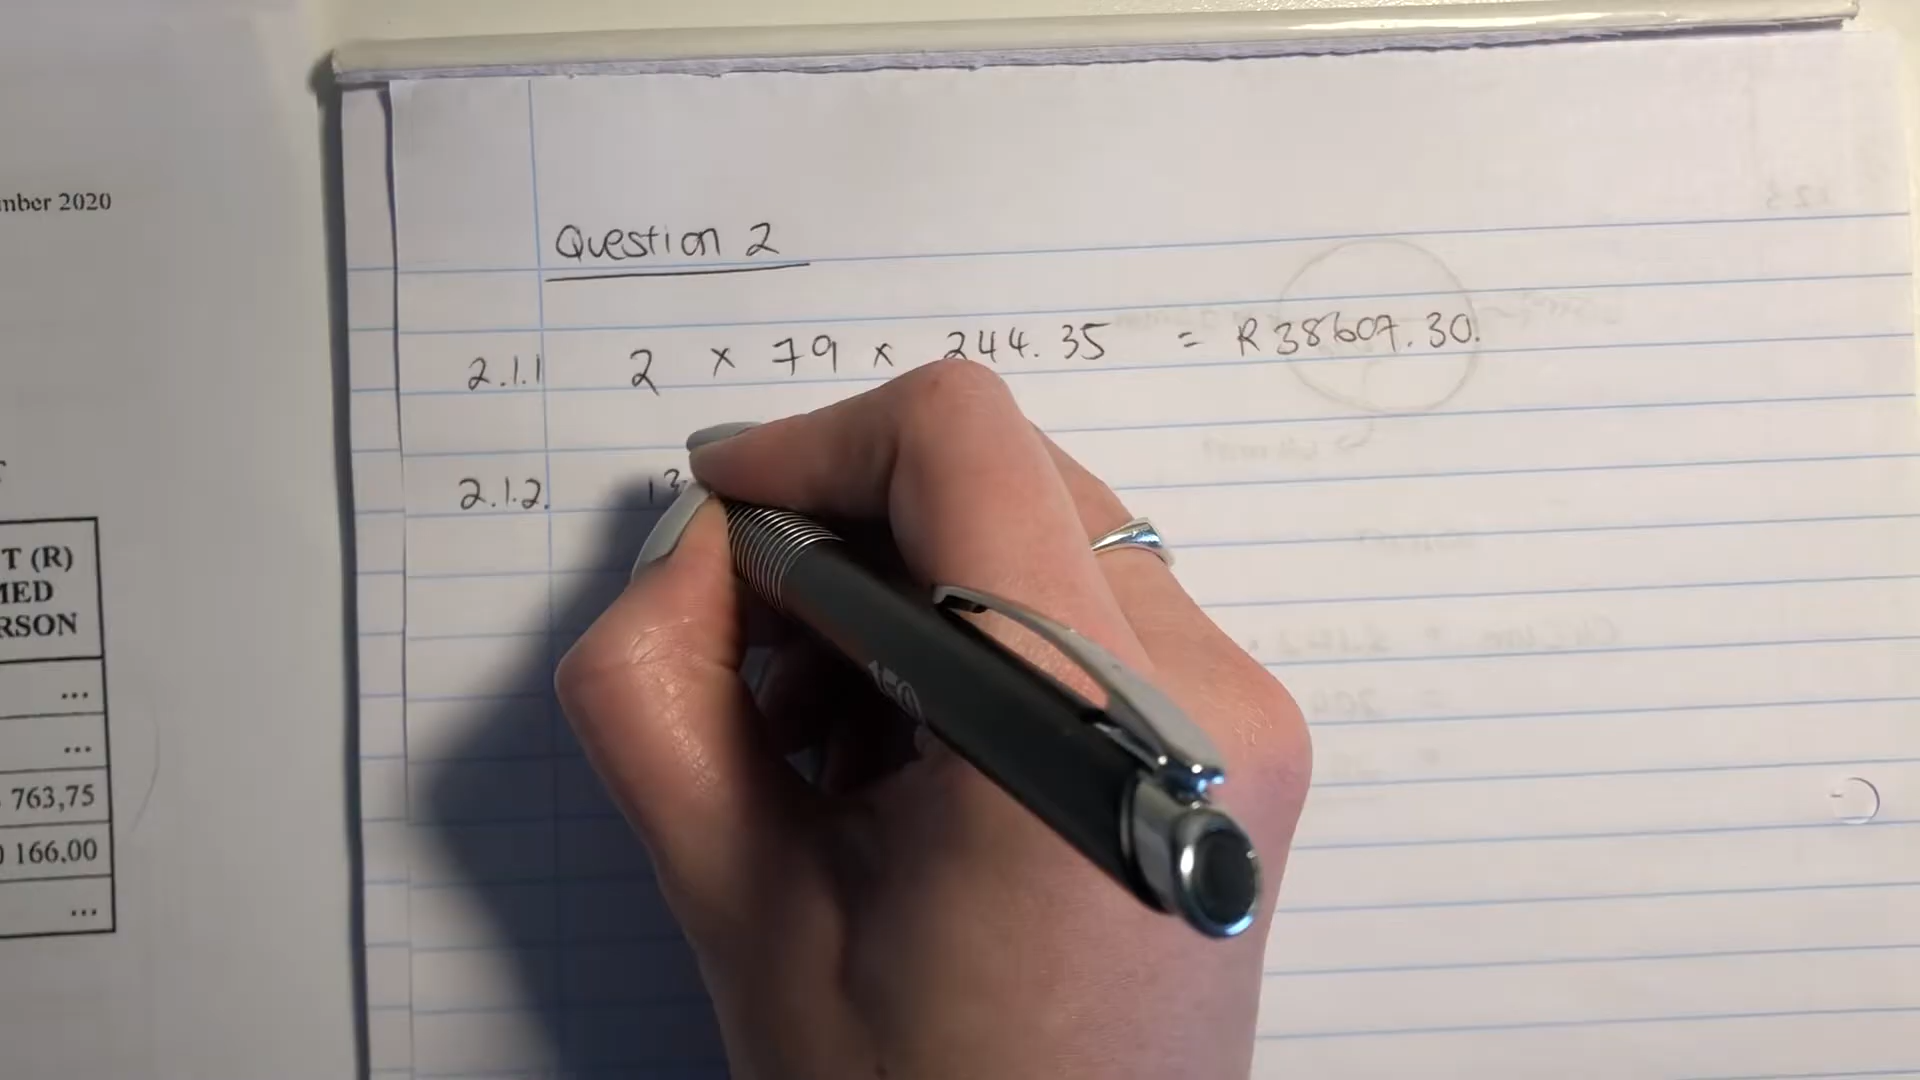 mber 2020
T (R)
MED
RSON
...
...
763,75
166,00
...
Question 2
2.1.1 2 x 79 x 244.35 = R38607.30.
2.1.2. 13